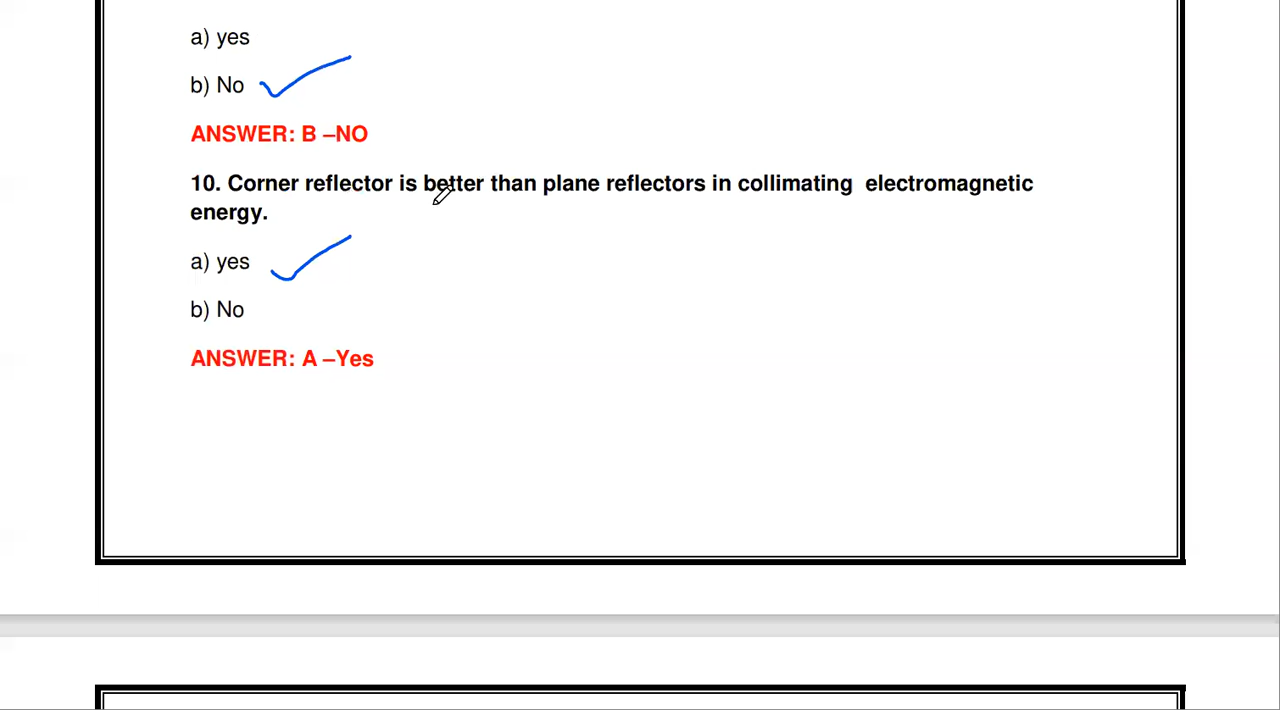 a) yes
b) No
ANSWER: B –NO
10. Corner reflector is better than plane reflectors in collimating  electromagnetic
energy.
a) yes
b) No
ANSWER: A –Yes